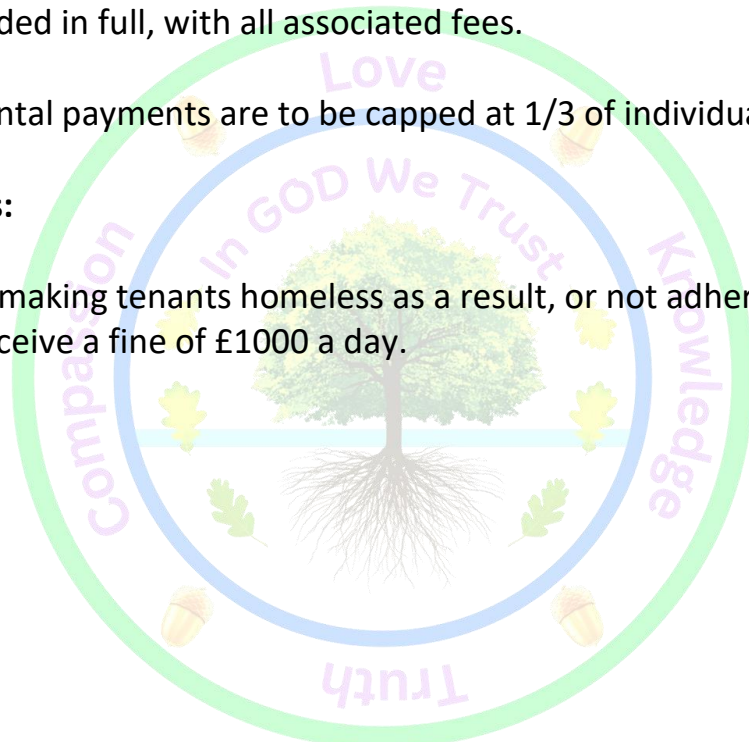 ded in full, with all associated fees.
ntal payments are to be capped at 1/3 of individua
s:
making tenants homeless as a result, or not adher
ceive a fine of £1000 a day.
Love
In GOD We Trust
Compassion
Knowledge
Truth